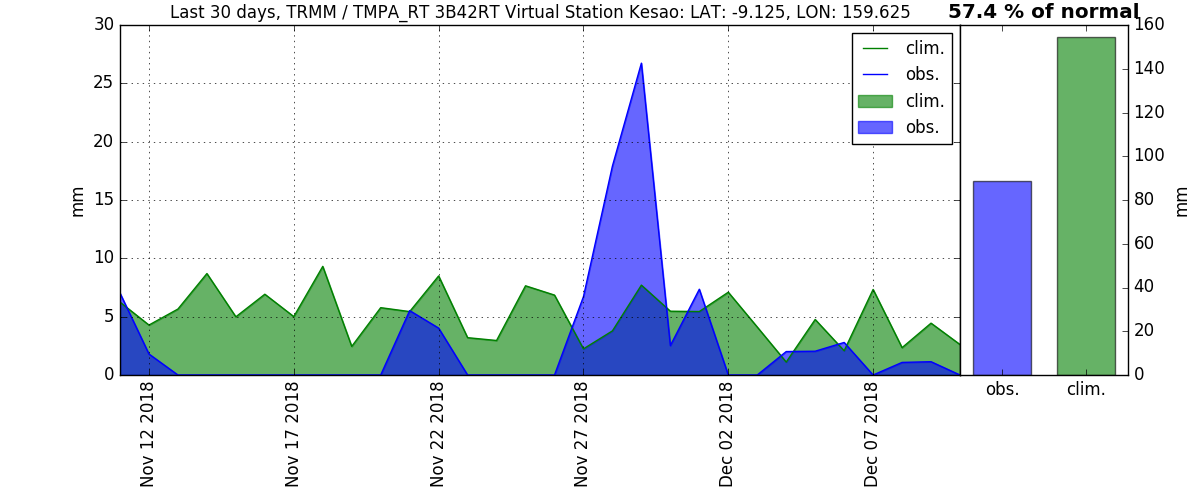 Last 30 days, TRMM / TMPA_RT 3B42RT Virtual Station Kesao: LAT: -9.125, LON: 159.625
57.4 % of normal
30
25
20
15
10
5
0
mm
clim.
obs.
clim.
obs.
160
140
120
100
80
60
40
20
0
mm
Nov 12 2018
Nov 17 2018
Nov 22 2018
Nov 27 2018
Dec 02 2018
Dec 07 2018
obs.
clim.